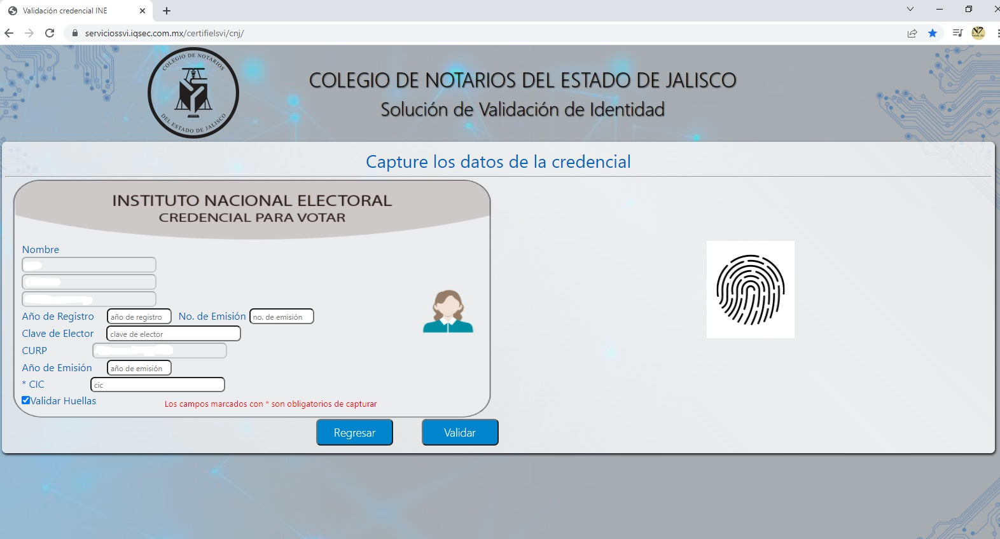 Validación credencial INE
serviciossvi.iqsec.com.mx/certifielsvi/cnj/
COLEGIO DE NOTARIOS
DEL ESTADO DE JALISCO
COLEGIO DE NOTARIOS DEL ESTADO DE JALISCO
Solución de Validación de Identidad
Capture los datos de la credencial
INSTITUTO NACIONAL ELECTORAL
CREDENCIAL PARA VOTAR
Nombre
Año de Registro año de registro No. de Emisión no. de emisión
Clave de Elector clave de elector
CURP
Año de Emisión año de emisión
* CIC cic
Validar Huellas
Los campos marcados con * son obligatorios de capturar
Regresar Validar